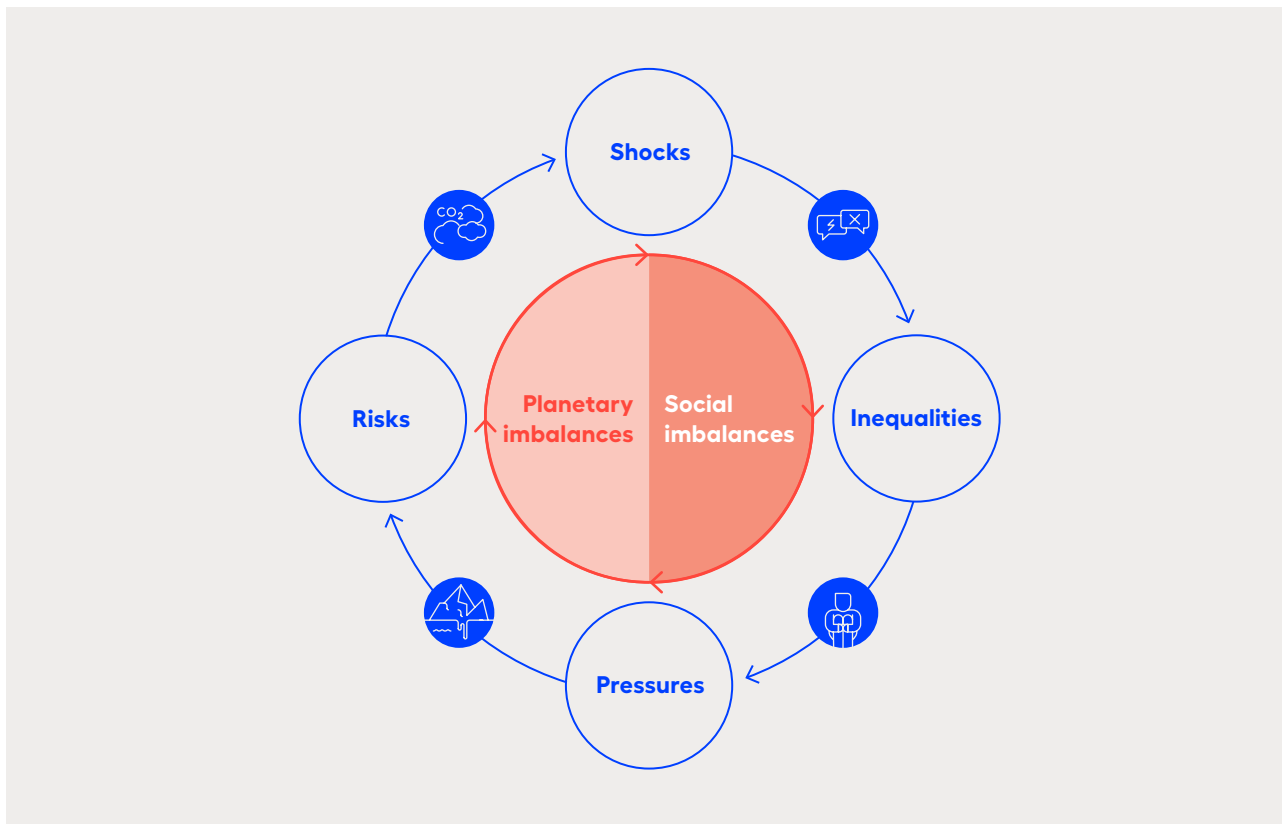 Shocks
CO2
Planetary
imbalances
Social
imbalances
Risks
Inequalities
Pressures